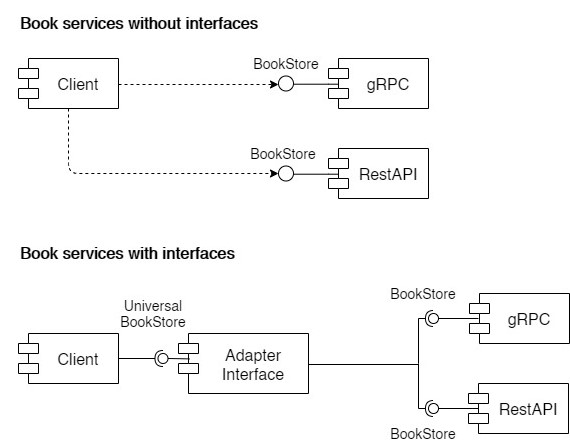 Book services without interfaces
BookStore
Client
gRPC
BookStore
RestAPI
Book services with interfaces
BookStore
Universal
BookStore
gRPC
Client
Adapter
Interface
RestAPI
BookStore